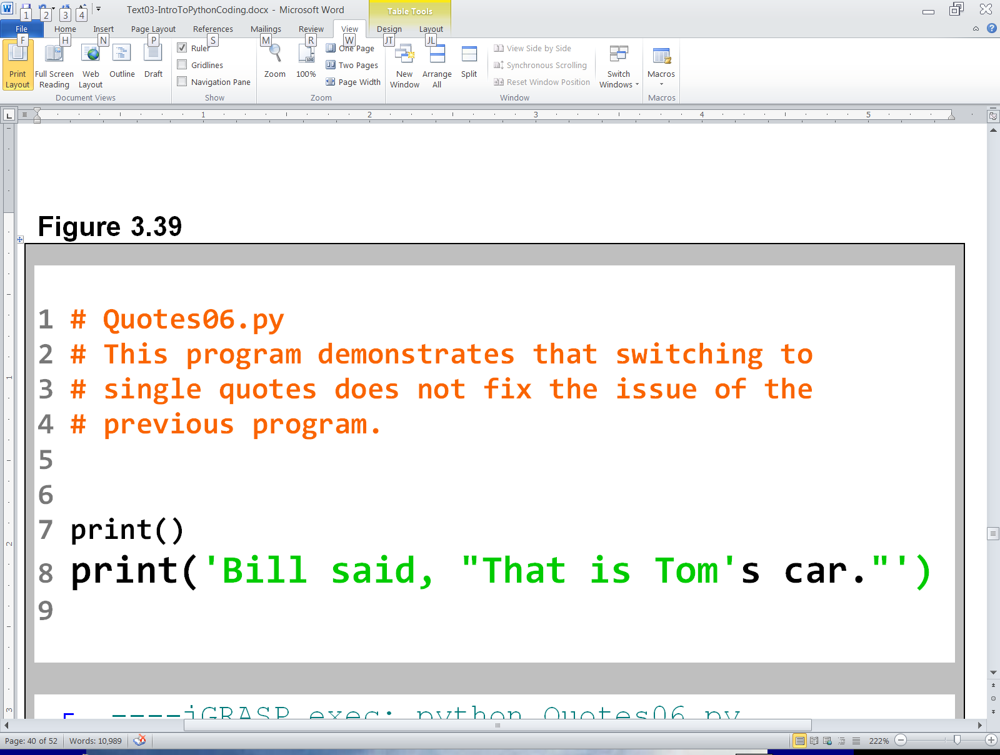 Text03-IntroToPythonCoding.docx - Microsoft Word
Table Tools
1 2 3 4
File Home Insert Page Layout References Mailings Review View Design Layout
F H N P S M R W JT JL
Print Layout
Full Screen Reading
Web Layout
Outline
Draft
Document Views
Ruler
Gridlines
Navigation Pane
Show
Zoom
100%
One Page
Two Pages
Page Width
Zoom
New Window
Arrange All
Split
View Side by Side
Synchronous Scrolling
Reset Window Position
Switch Windows
Window
Macros
Macros
1 2 3 4 5
Figure 3.39
1 # Quotes06.py
2 # This program demonstrates that switching to
3 # single quotes does not fix the issue of the
4 # previous program.
5
6
7 print()
8 print('Bill said, "That is Tom's car."')
9
----jGRASP exec: python Quotes06.py
Page: 40 of 52 Words: 10,989 222%